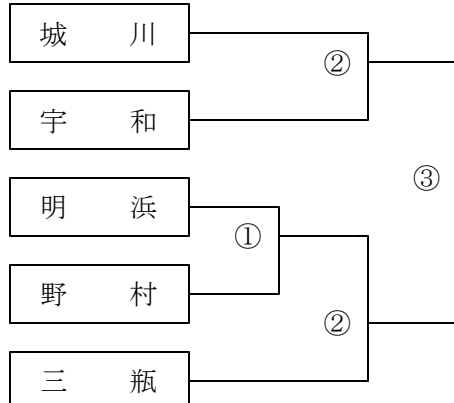 城 川
②
宇 和
③
明 浜
①
野 村
②
三 瓶